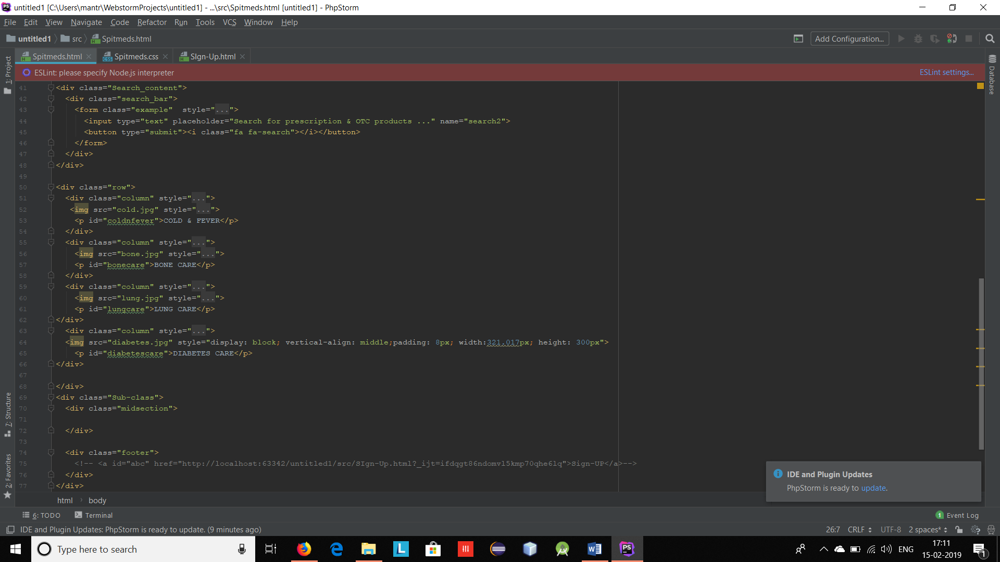 untitled1 [C:\Users\mantr\WebstormProjects\untitled1] - ...\src\Spitmeds.html [untitled1] - PhpStorm
File Edit View Navigate Code Refactor Run Tools VCS Window Help
untitled1 src Spitmeds.html Add Configuration...
Spitmeds.html Spitmeds.css SIgn-Up.html
ESLint: please specify Node.js interpreter ESLint settings...
1: Project
Database
7: Structure
2: Favorites
41 <div class="Search_content">
42 <div class="search_bar">
43 <form class="example"  style="...">
44 <input type="text" placeholder="Search for prescription & OTC products ..." name="search2">
45 <button type="submit"><i class="fa fa-search"></i></button>
46 </form>
47 </div>
48 </div>
49
50 <div class="row">
51 <div class="column" style="...">
52 <img src="cold.jpg" style="...">
53 <p id="coldnfever">COLD & FEVER</p>
54 </div>
55 <div class="column" style="...">
56 <img src="bone.jpg" style="...">
57 <p id="bonecare">BONE CARE</p>
58 </div>
59 <div class="column" style="...">
60 <img src="lung.jpg" style="...">
61 <p id="lungcare">LUNG CARE</p>
62 </div>
63 <div class="column" style="...">
64 <img src="diabetes.jpg" style="display: block; vertical-align: middle;padding: 8px; width:321.017px; height: 300px">
65 <p id="diabetescare">DIABETES CARE</p>
66 </div>
67
68 </div>
69 <div class="Sub-class">
70 <div class="midsection">
71
72 </div>
73
74 <div class="footer">
75 <!-- <a id="abc" href="http://localhost:63342/untitled1/src/SIgn-Up.html?_ijt=ifdqgt86ndomvl5kmp70qhe6lq">Sign-UP</a>-->
76 </div>
77 </div>
IDE and Plugin Updates
PhpStorm is ready to update.
html body
6: TODO Terminal 1 Event Log
IDE and Plugin Updates: PhpStorm is ready to update. (9 minutes ago) 26:7 CRLF UTF-8 2 spaces*
Type here to search L PS ENG 17:11
15-02-2019 1